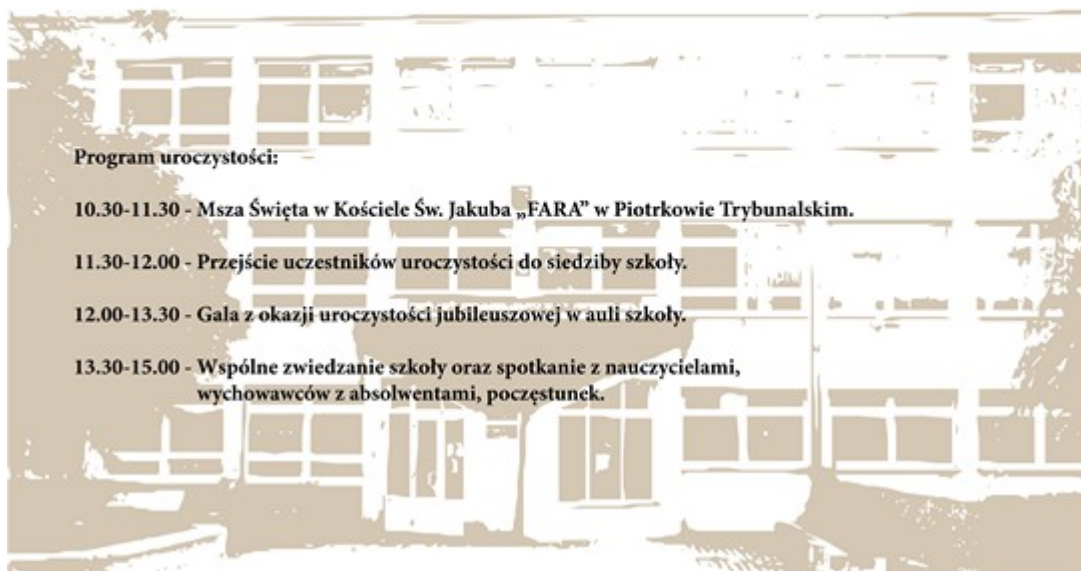 Program uroczystości:
10.30-11.30 - Msza Święta w Kościele Św. Jakuba „FARA” w Piotrkowie Trybunalskim.
11.30-12.00 - Przejście uczestników uroczystości do siedziby szkoły.
12.00-13.30 - Gala z okazji uroczystości jubileuszowej w auli szkoły.
13.30-15.00 - Wspólne zwiedzanie szkoły oraz spotkanie z nauczycielami,
wychowawców z absolwentami, poczęstunek.